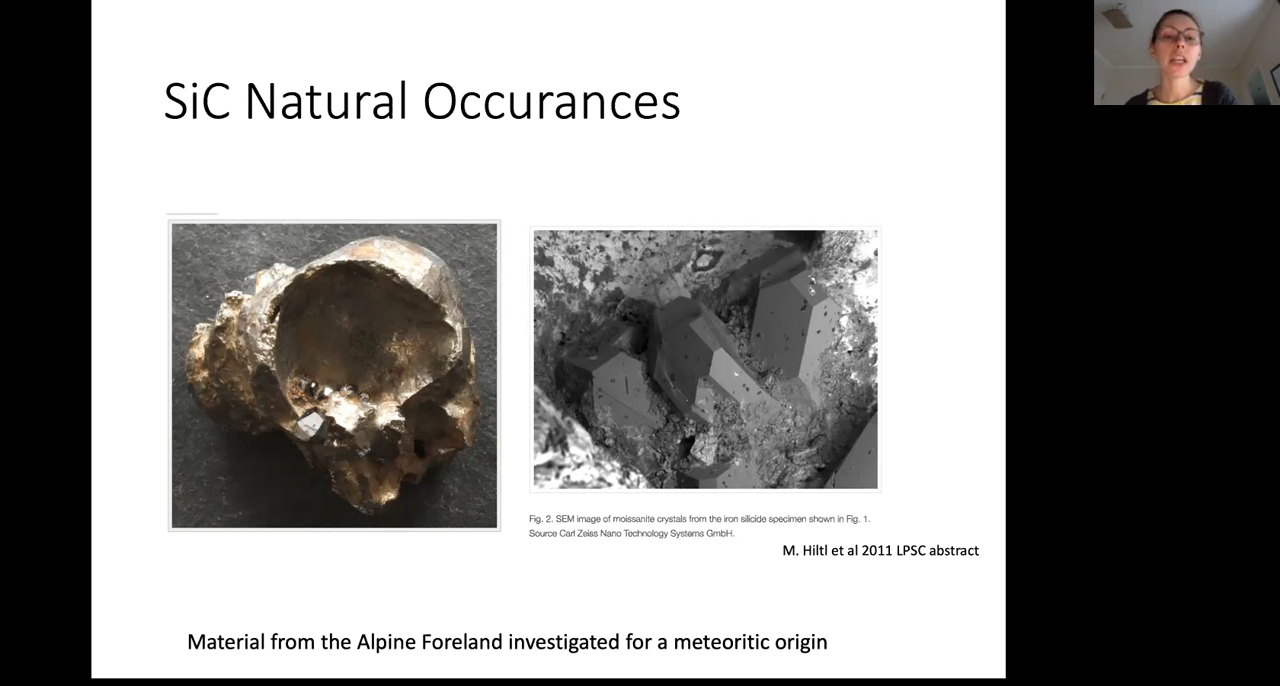 SiC Natural Occurances
Fig. 2. SEM image of moissanite crystals from the iron silicide specimen shown in Fig. 1.
Source Carl Zeiss Nano Technology Systems GmbH.
M. Hiltl et al 2011 LPSC abstract
Material from the Alpine Foreland investigated for a meteoritic origin